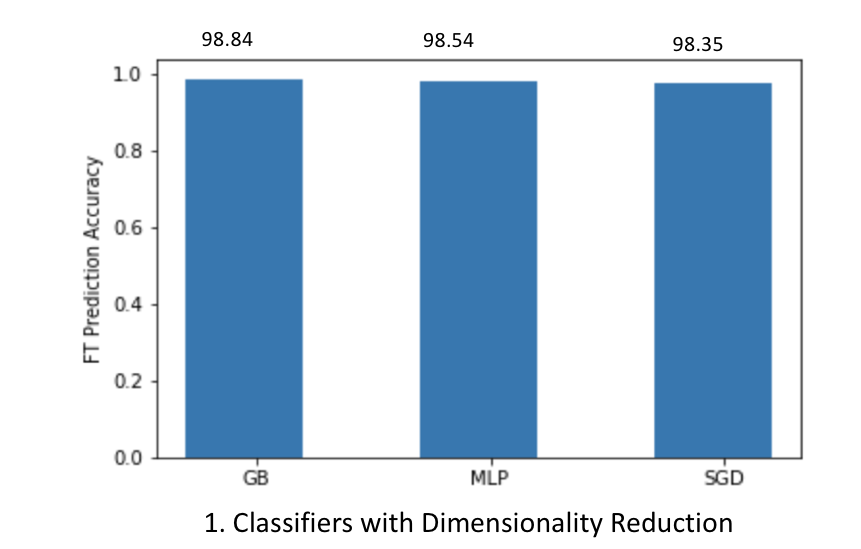 98.84 98.54 98.35
1.0
0.8
0.6
0.4
0.2
0.0
FT Prediction Accuracy
GB MLP SGD
1. Classifiers with Dimensionality Reduction